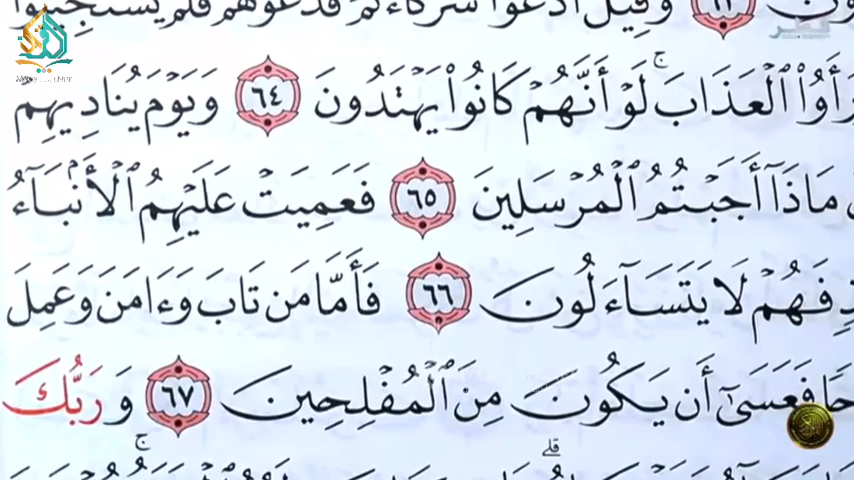 وَقِيلَ ٱدْعُوا۟ شُرَكَآءَكُمْ فَدَعَوْهُمْ فَلَمْ يَسْتَجِيبُوا۟
ٱلْعَذَابَ ۚ لَوْ أَنَّهُمْ كَانُوا۟ يَهْتَدُونَ ٦٤ وَيَوْمَ يُنَادِيهِمْ
مَاذَآ أَجَبْتُمُ ٱلْمُرْسَلِينَ ٦٥ فَعَمِيَتْ عَلَيْهِمُ ٱلْأَنۢبَآءُ
فَهُمْ لَا يَتَسَآءَلُونَ ٦٦ فَأَمَّا مَن تَابَ وَءَامَنَ وَعَمِلَ
فَعَسَىٰٓ أَن يَكُونَ مِنَ ٱلْمُفْلِحِينَ ٦٧ وَرَبُّكَ